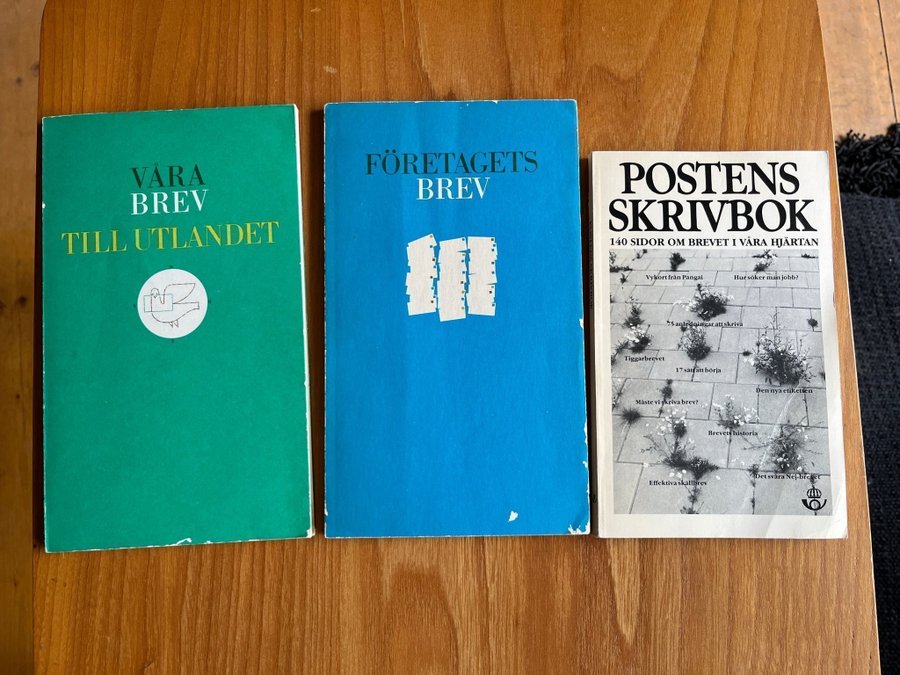 VÅRA
BREV
TILL UTLANDET
FÖRETAGETS
BREV
POSTENS
SKRIVBOK
140 SIDOR OM BREVET I VÅRA HJÄRTAN
Vykort från Pangai
Hur söker man jobb?
75 anledningar att skriva
Tiggarbrevet
17 sätt att börja
Den nya etiketten
Måste vi skriva brev?
Brevets historia
Effektiva skällbrev
Det svåra Nej-brevet